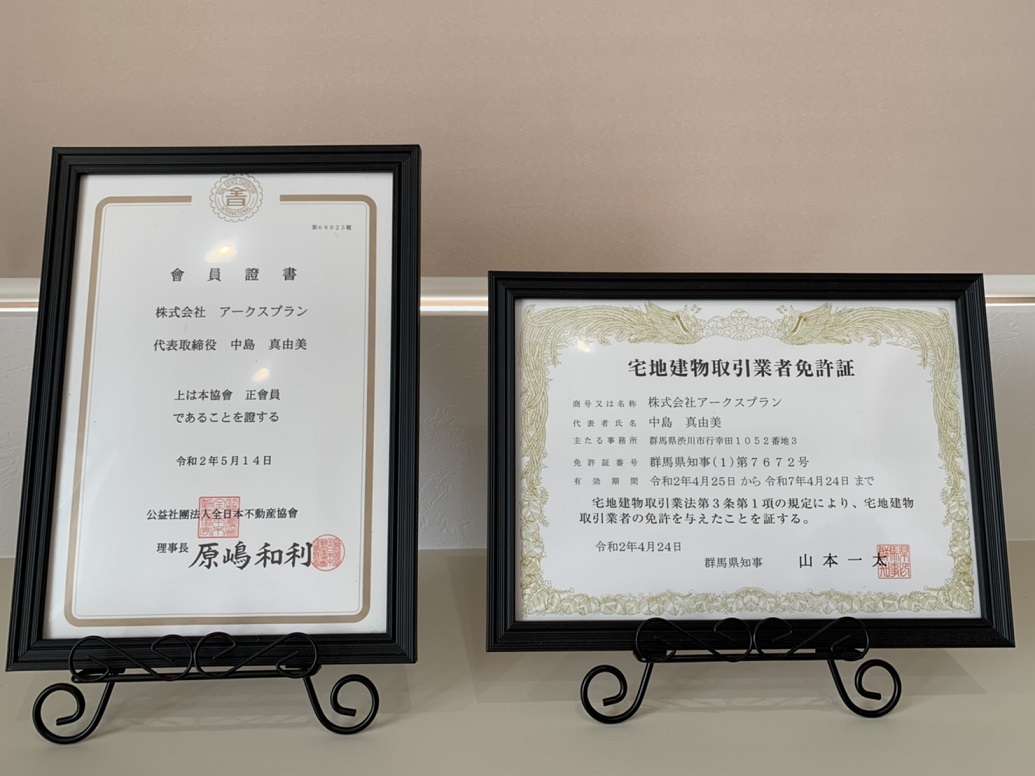 第68925號
會員證書
株式会社　アークスプラン
代表取締役　中島　真由美
上は本協會　正會員
であることを證する
令和2年5月14日
公益社團法人全日本不動産協會
理事長 原嶋和利
宅地建物取引業者免許証
商号又は名称　株式会社アークスプラン
代表者氏名　中島　真由美
主たる事務所　群馬県渋川市行幸田1052番地3
免許証番号　群馬県知事(1)第7672号
有効期間　令和2年4月25日 から 令和7年4月24日 まで
宅地建物取引業法第3条第1項の規定により、宅地建物
取引業者の免許を与えたことを証する。
令和2年4月24日
群馬県知事　山本一太